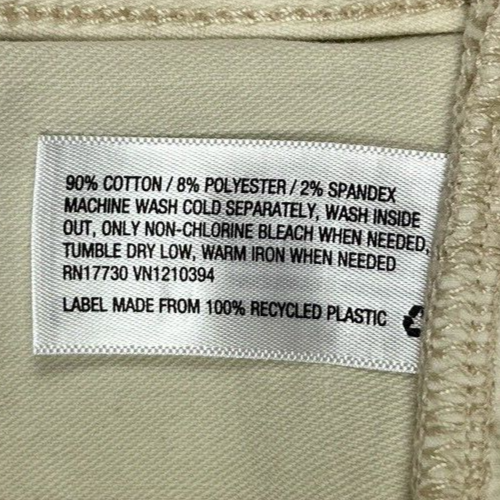 90% COTTON / 8% POLYESTER / 2% SPANDEX
MACHINE WASH COLD SEPARATELY, WASH INSIDE
OUT, ONLY NON-CHLORINE BLEACH WHEN NEEDED,
TUMBLE DRY LOW, WARM IRON WHEN NEEDED
RN17730 VN1210394
LABEL MADE FROM 100% RECYCLED PLASTIC